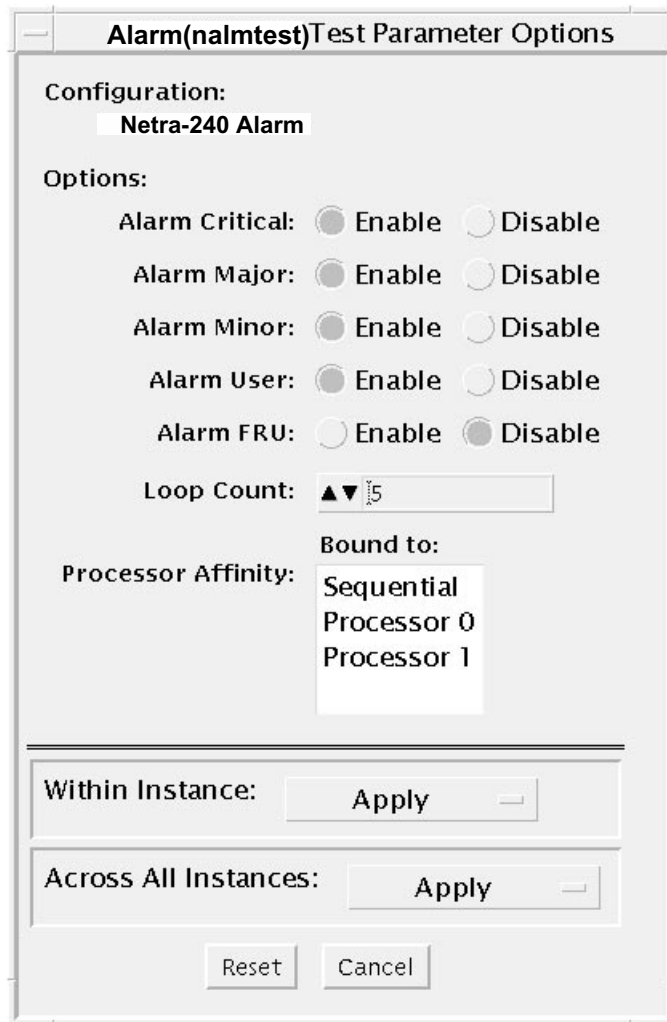 Alarm(nalmtest)Test Parameter Options
Configuration:
Netra-240 Alarm
Options:
Alarm Critical: Enable Disable
Alarm Major: Enable Disable
Alarm Minor: Enable Disable
Alarm User: Enable Disable
Alarm FRU: Enable Disable
Loop Count: 5
Bound to:
Processor Affinity:
Sequential
Processor 0
Processor 1
Within Instance: Apply
Across All Instances: Apply
Reset Cancel